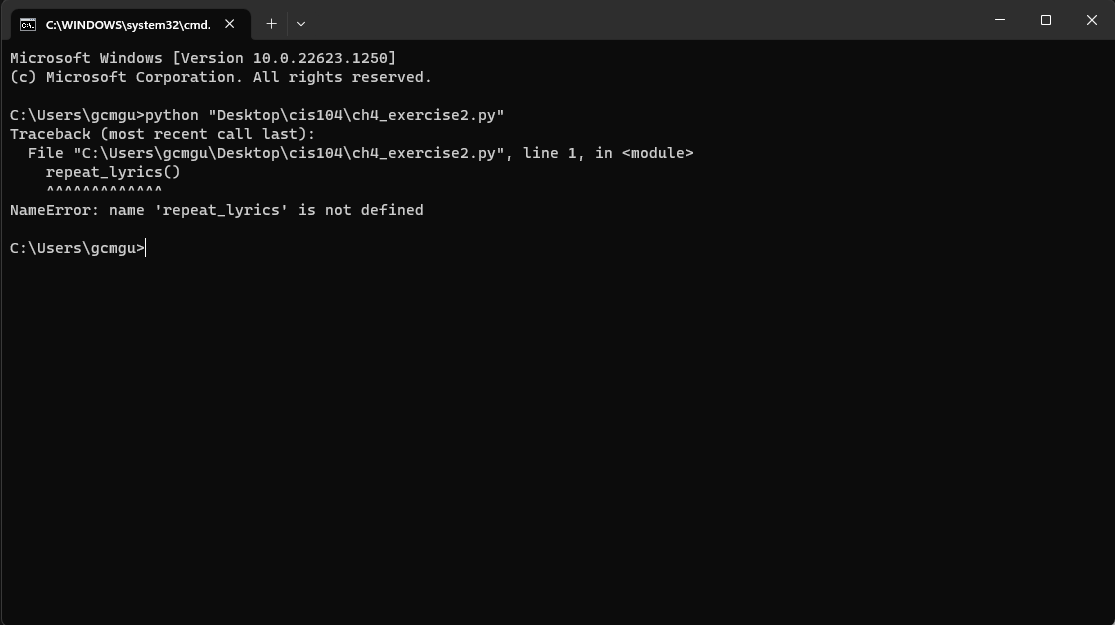 C:\WINDOWS\system32\cmd.
Microsoft Windows [Version 10.0.22623.1250]
(c) Microsoft Corporation. All rights reserved.
C:\Users\gcmgu>python "Desktop\cis104\ch4_exercise2.py"
Traceback (most recent call last):
  File "C:\Users\gcmgu\Desktop\cis104\ch4_exercise2.py", line 1, in <module>
    repeat_lyrics()
    ^^^^^^^^^^^^^
NameError: name 'repeat_lyrics' is not defined
C:\Users\gcmgu>